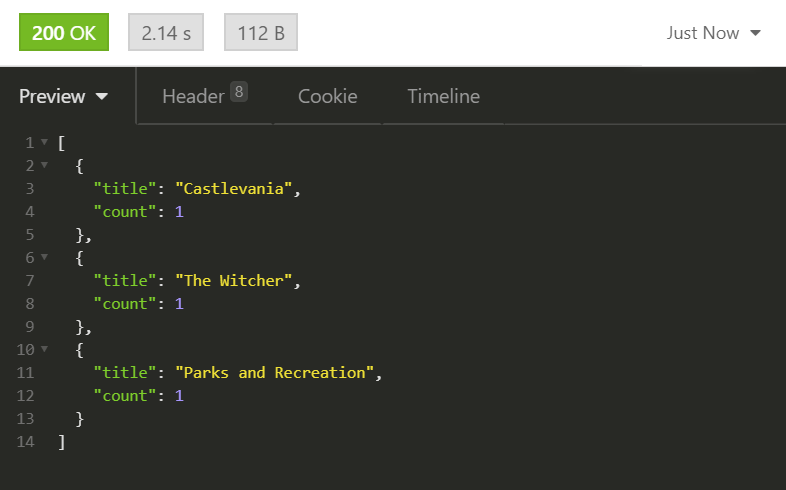 200 OK 2.14 s 112 B Just Now
Preview Header 8 Cookie Timeline
1 [
2 {
3 "title": "Castlevania",
4 "count": 1
5 },
6 {
7 "title": "The Witcher",
8 "count": 1
9 },
10 {
11 "title": "Parks and Recreation",
12 "count": 1
13 }
14 ]